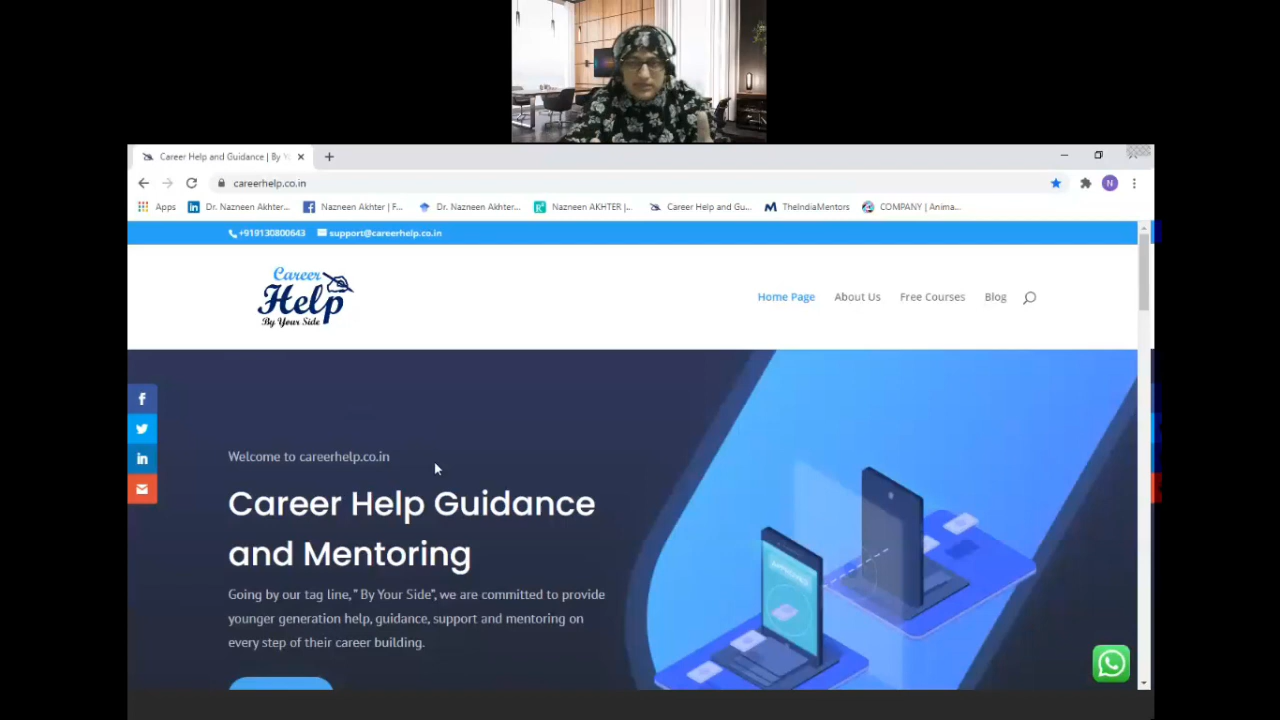 Career Help and Guidance | By Y
careerhelp.co.in
Apps
Dr. Nazneen Akhter...
Nazneen Akhter | F...
Dr. Nazneen Akhter...
Nazneen AKHTER |...
Career Help and Gu...
TheIndiaMentors
COMPANY | Anima...
N
+919130800643
support@careerhelp.co.in
Career
Help
By Your Side
Home Page
About Us
Free Courses
Blog
Welcome to careerhelp.co.in
Career Help Guidance
and Mentoring
Going by our tag line, " By Your Side", we are committed to provide
younger generation help, guidance, support and mentoring on
every step of their career building.
APPROVED